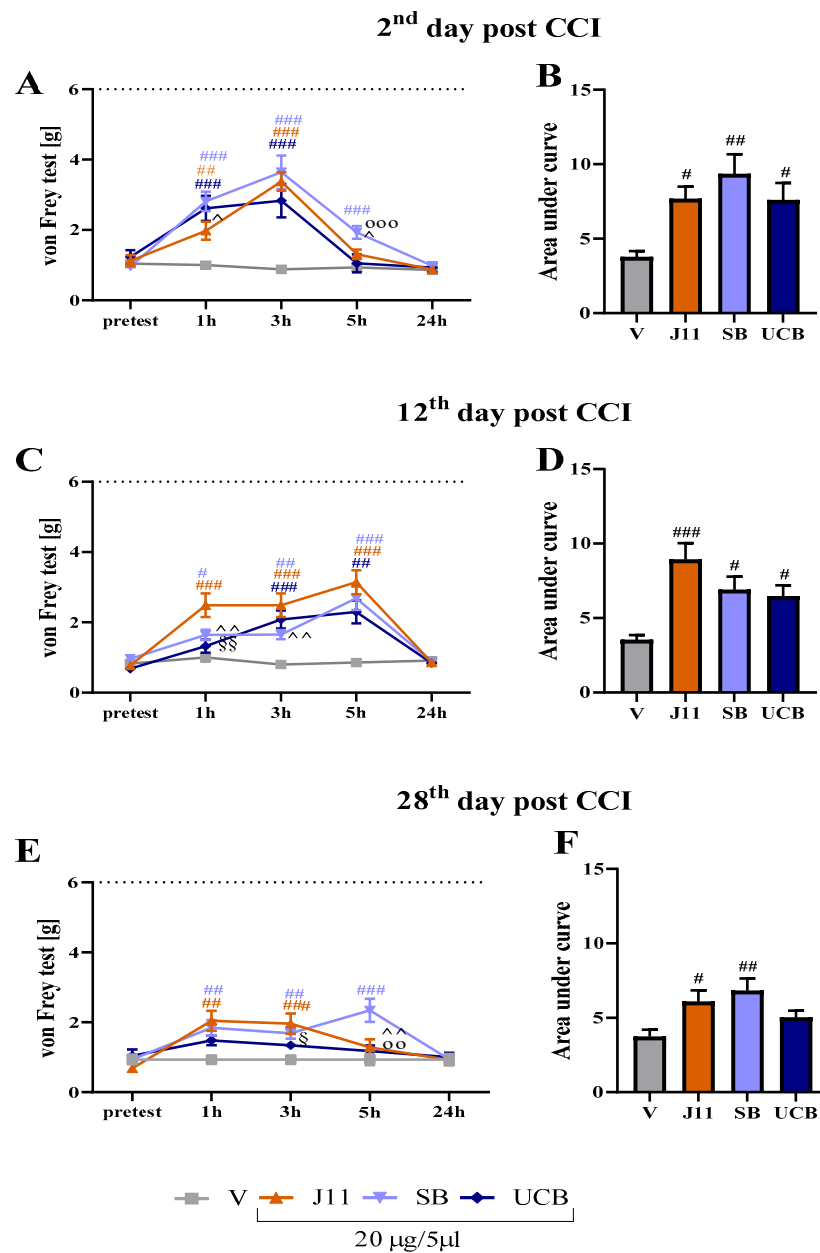 2nd day post CCI
A
von Frey test [g]
6
4
2
0
###
##
###
^
###
###
###
###
ooo
^
pretest 1h 3h 5h 24h
B
Area under curve
15
10
5
0
#
##
#
V J11 SB UCB
12th day post CCI
C
von Frey test [g]
6
4
2
0
#
###
^^
§§
##
###
###
^^
###
###
##
pretest 1h 3h 5h 24h
D
Area under curve
15
10
5
0
###
#
#
V J11 SB UCB
28th day post CCI
E
von Frey test [g]
6
4
2
0
##
##
##
###
§
###
^^
oo
pretest 1h 3h 5h 24h
F
Area under curve
15
10
5
0
#
##
V J11 SB UCB
V J11 SB UCB
20 µg/5µl